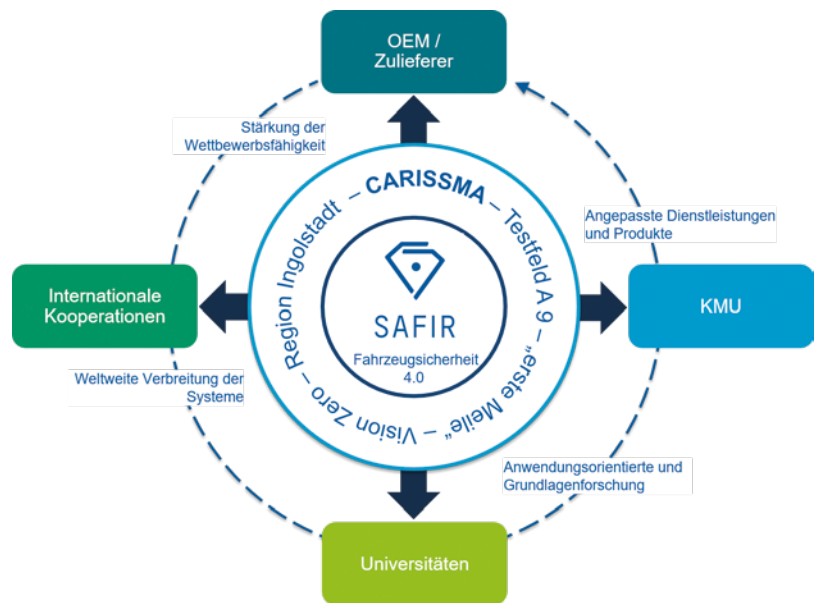 OEM /
Zulieferer
Stärkung der
Wettbewerbsfähigkeit
Angepasste Dienstleistungen
und Produkte
Region Ingolstadt – CARISSMA – Testfeld A 9 – „erste Meile“ – Vision Zero –
SAFIR
Fahrzeugsicherheit
4.0
Internationale
Kooperationen
KMU
Weltweite Verbreitung der
Systeme
Anwendungsorientierte und
Grundlagenforschung
Universitäten